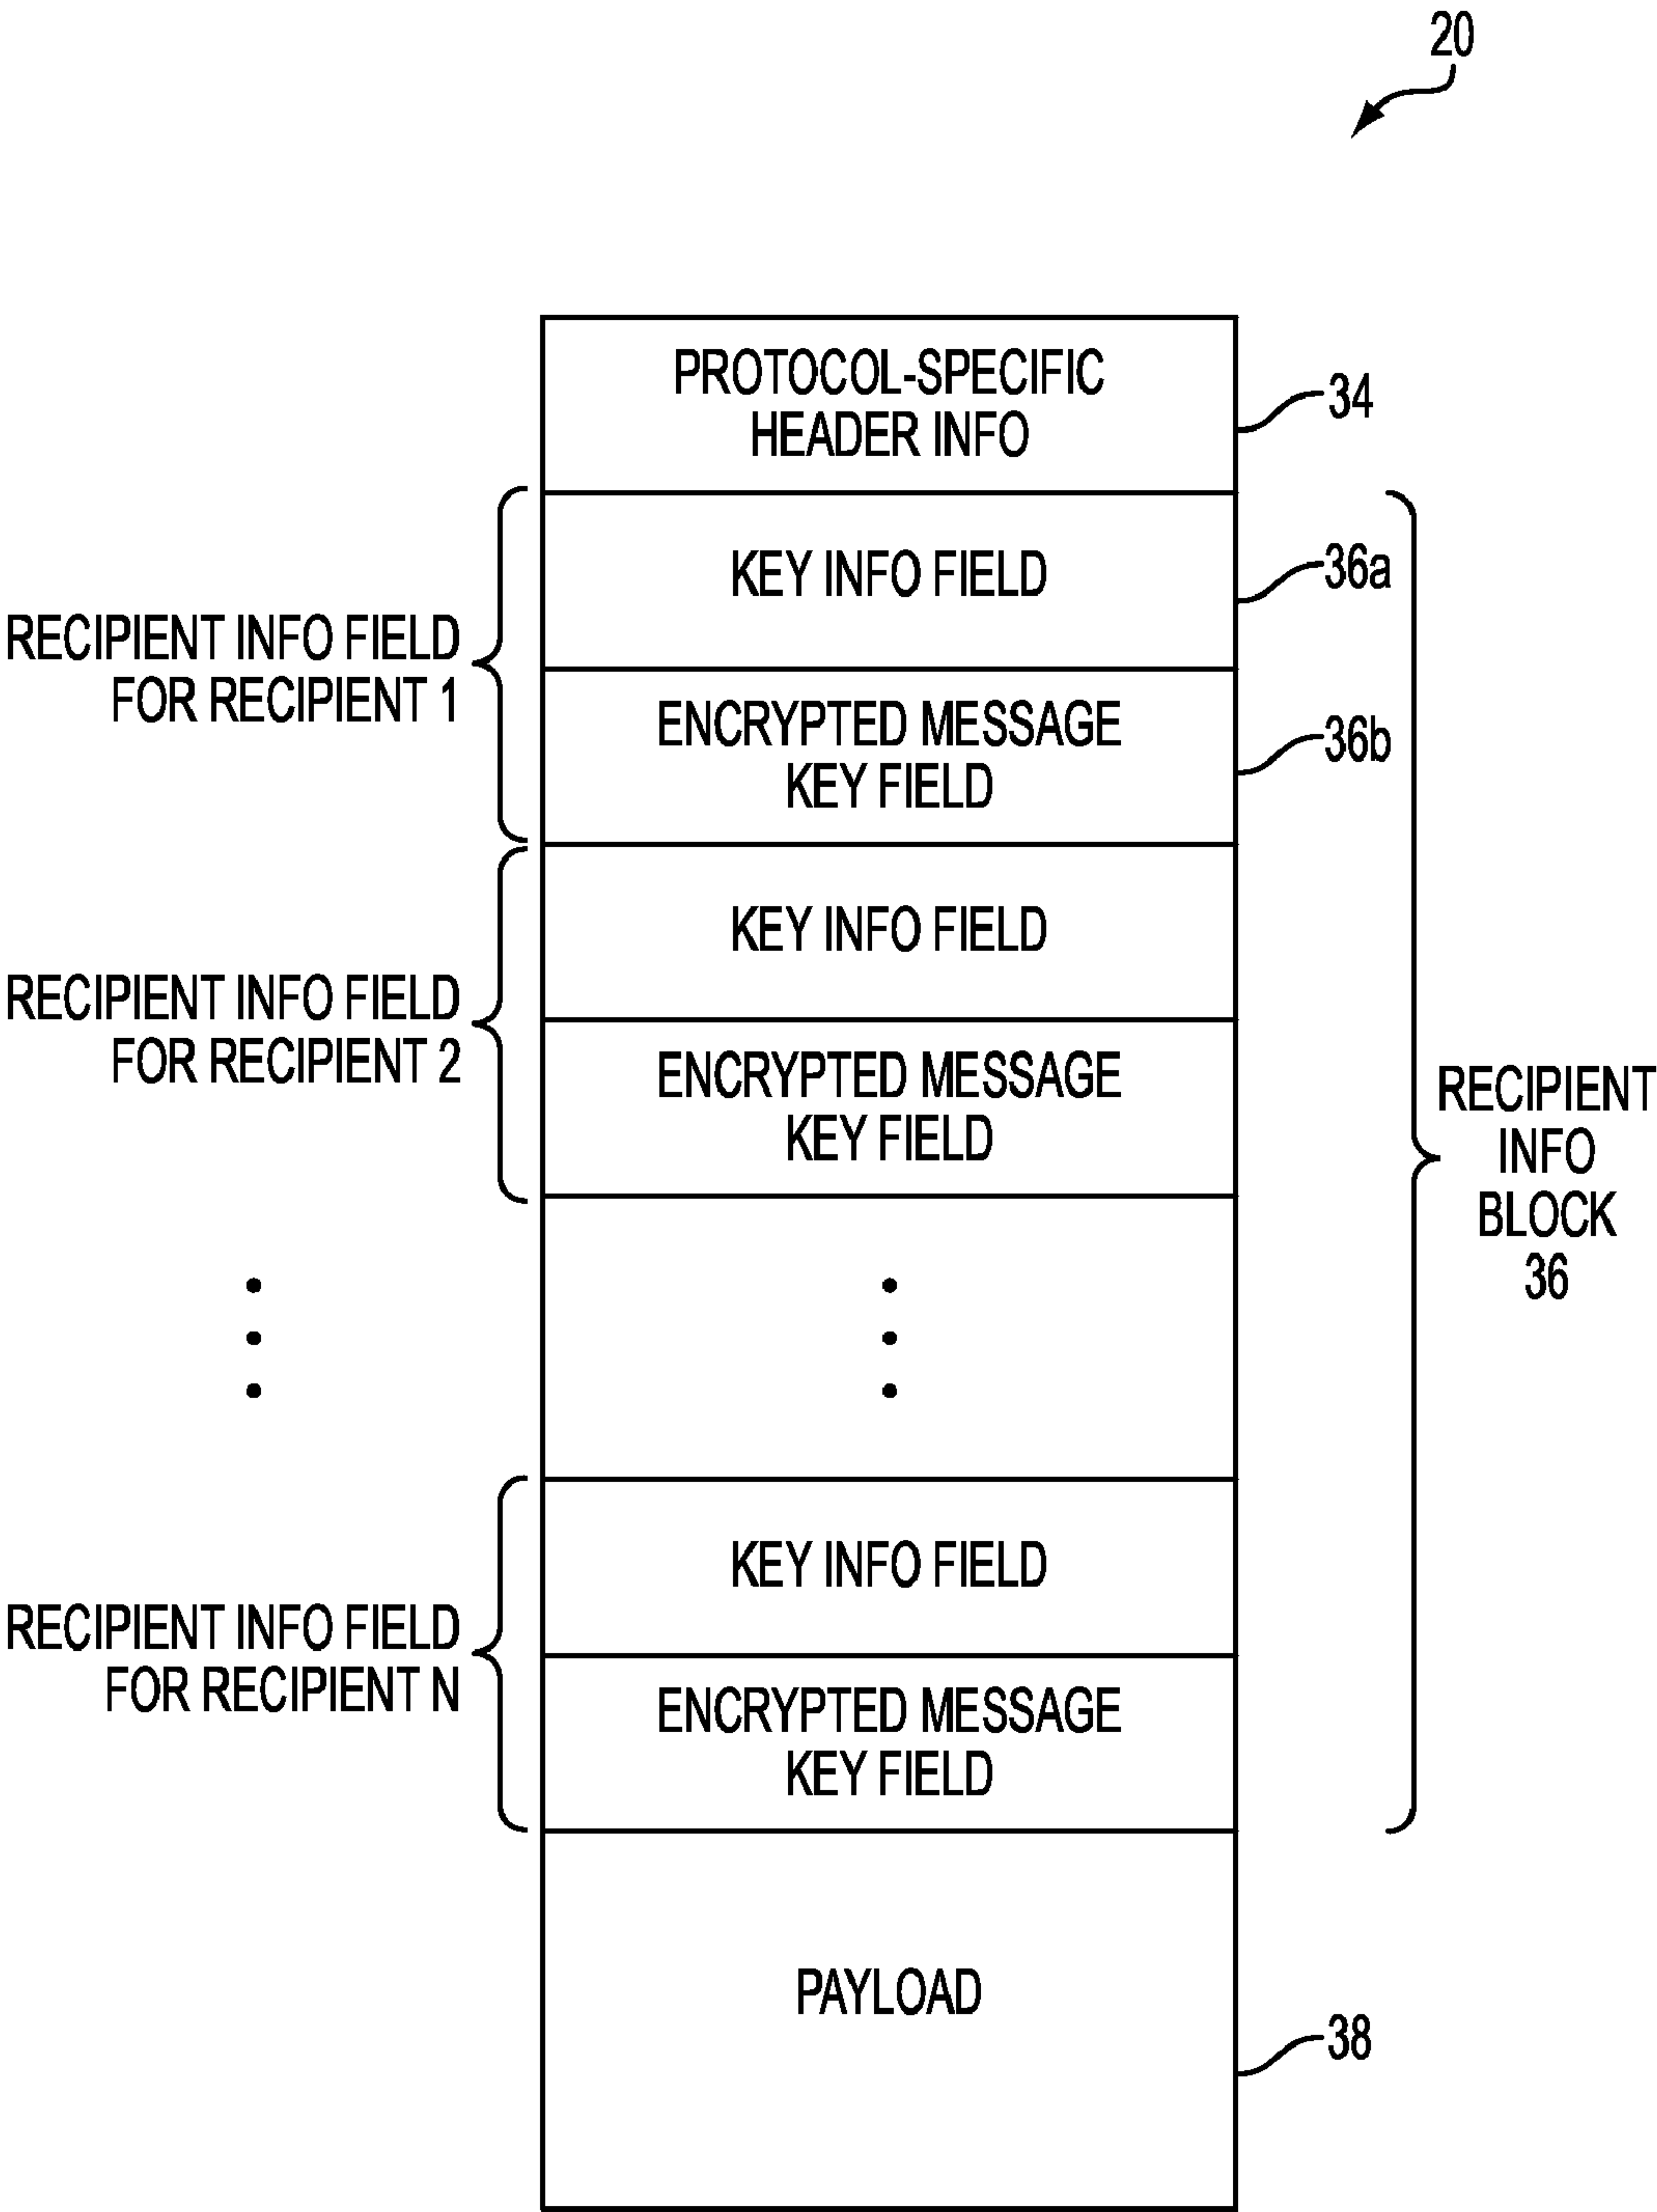 20
PROTOCOL-SPECIFIC
HEADER INFO
34
KEY INFO FIELD
36a
RECIPIENT INFO FIELD
FOR RECIPIENT 1
ENCRYPTED MESSAGE
KEY FIELD
36b
KEY INFO FIELD
RECIPIENT INFO FIELD
FOR RECIPIENT 2
ENCRYPTED MESSAGE
KEY FIELD
RECIPIENT
INFO
BLOCK
36
KEY INFO FIELD
RECIPIENT INFO FIELD
FOR RECIPIENT N
ENCRYPTED MESSAGE
KEY FIELD
PAYLOAD
38